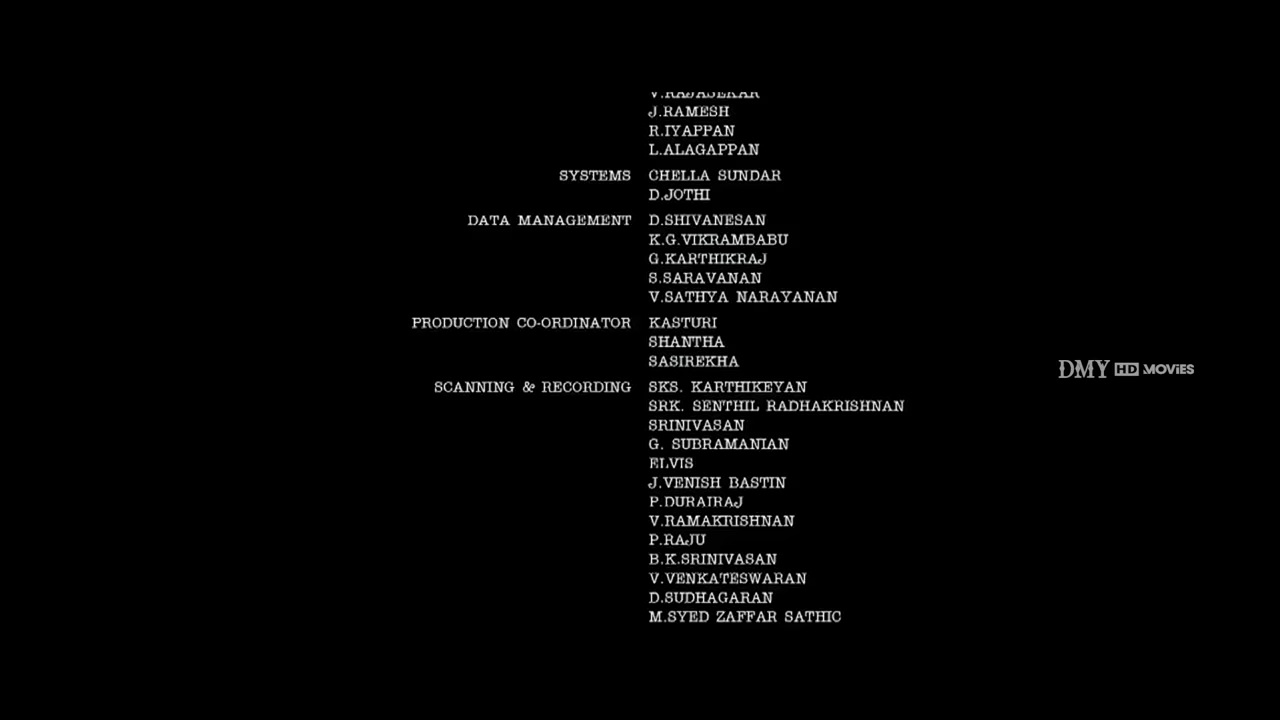 V.RAJASEKAR
J.RAMESH
R.IYAPPAN
L.ALAGAPPAN
SYSTEMS CHELLA SUNDAR
D.JOTHI
DATA MANAGEMENT D.SHIVANESAN
K.G.VIKRAMBABU
G.KARTHIKRAJ
S.SARAVANAN
V.SATHYA NARAYANAN
PRODUCTION CO-ORDINATOR KASTURI
SHANTHA
SASIREKHA
SCANNING & RECORDING SKS. KARTHIKEYAN
SRK. SENTHIL RADHAKRISHNAN
SRINIVASAN
G. SUBRAMANIAN
ELVIS
J.VENISH BASTIN
P.DURAIRAJ
V.RAMAKRISHNAN
P.RAJU
B.K.SRINIVASAN
V.VENKATESWARAN
D.SUDHAGARAN
M.SYED ZAFFAR SATHIC
DMY HD MOViES